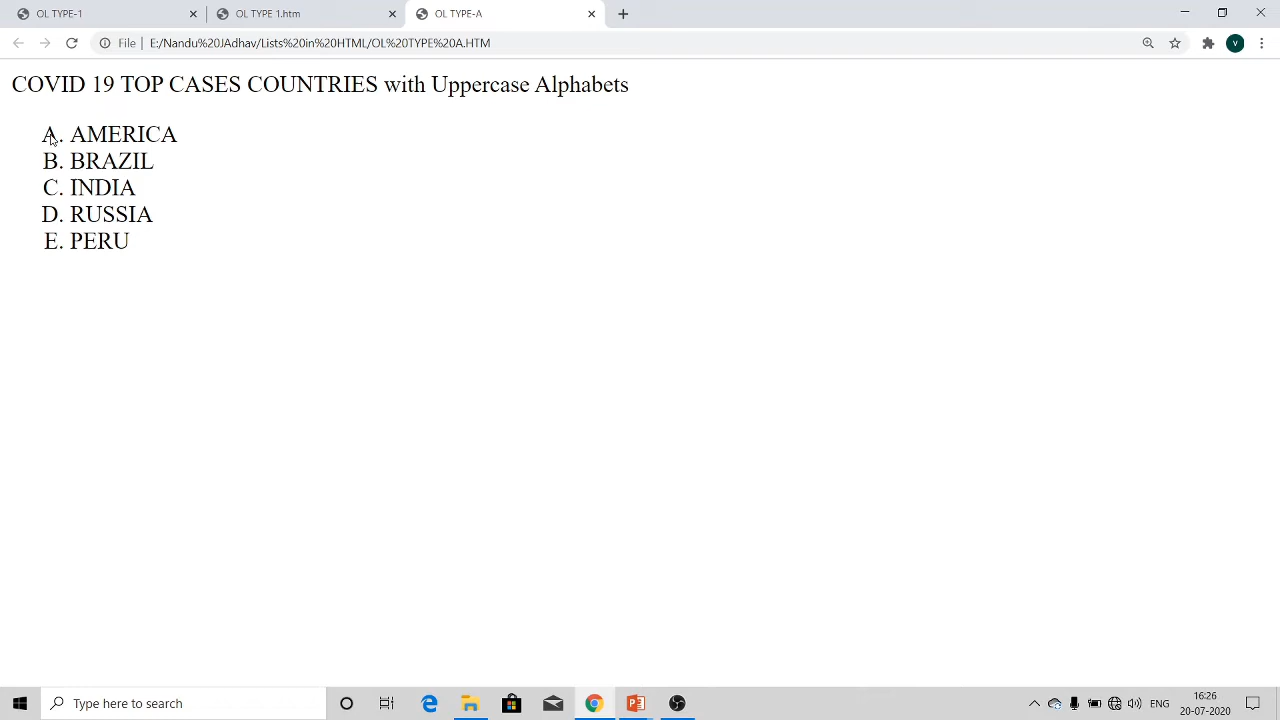 OL TYPE-1
OL TYPE 1.htm
OL TYPE-A
File | E:/Nandu%20JAdhav/Lists%20in%20HTML/OL%20TYPE%20A.HTM
V
COVID 19 TOP CASES COUNTRIES with Uppercase Alphabets
A. AMERICA
B. BRAZIL
C. INDIA
D. RUSSIA
E. PERU
Type here to search
ENG
16:26
20-07-2020